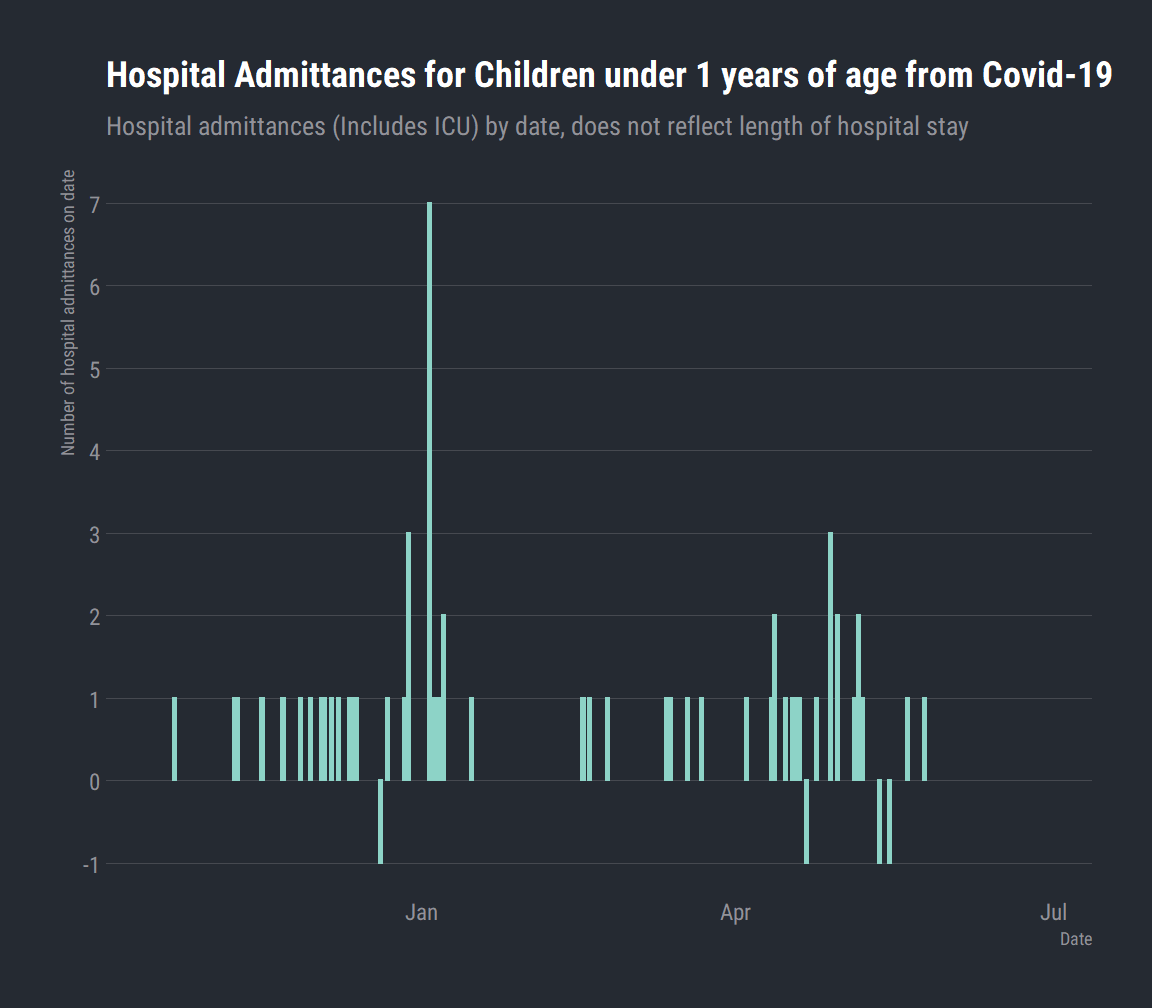 Hospital Admittances for Children under 1 years of age from Covid-19
Hospital admittances (Includes ICU) by date, does not reflect length of hospital stay
Number of hospital admittances on date
7
6
5
4
3
2
1
0
-1
Jan Apr Jul
Date